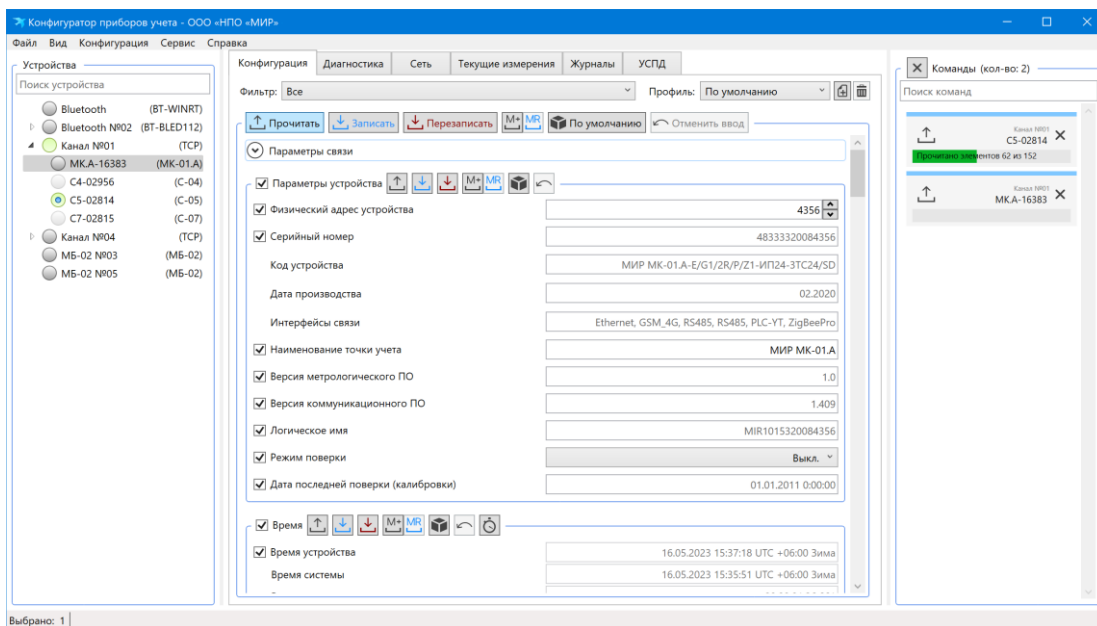 Конфигуратор приборов учета - ООО «НПО «МИР»
Файл Вид Конфигурация Сервис Справка
Устройства
Поиск устройства
Bluetooth (BT-WINRT)
Bluetooth №02 (BT-BLED112)
Канал №01 (TCP)
МК.А-16383 (МК-01.А)
С4-02956 (С-04)
С5-02814 (С-05)
С7-02815 (С-07)
Канал №04 (TCP)
МБ-02 №03 (МБ-02)
МБ-02 №05 (МБ-02)
Конфигурация Диагностика Сеть Текущие измерения Журналы УСПД
Фильтр: Все Профиль: По умолчанию
Прочитать Записать Перезаписать M+ MR По умолчанию Отменить ввод
Параметры связи
Параметры устройства M+ MR
Физический адрес устройства 4356
Серийный номер 48333320084356
Код устройства МИР МК-01.А-E/G1/2R/P/Z1-ИП24-3ТС24/SD
Дата производства 02.2020
Интерфейсы связи Ethernet, GSM_4G, RS485, RS485, PLC-YT, ZigBeePro
Наименование точки учета МИР МК-01.А
Версия метрологического ПО 1.0
Версия коммуникационного ПО 1.409
Логическое имя MIR1015320084356
Режим поверки Выкл.
Дата последней поверки (калибровки) 01.01.2011 0:00:00
Время M+ MR
Время устройства 16.05.2023 15:37:18 UTC +06:00 Зима
Время системы 16.05.2023 15:35:51 UTC +06:00 Зима
Команды (кол-во: 2)
Поиск команд
Канал №01
С5-02814
Прочитано элементов 62 из 152
Канал №01
МК.А-16383
Выбрано: 1